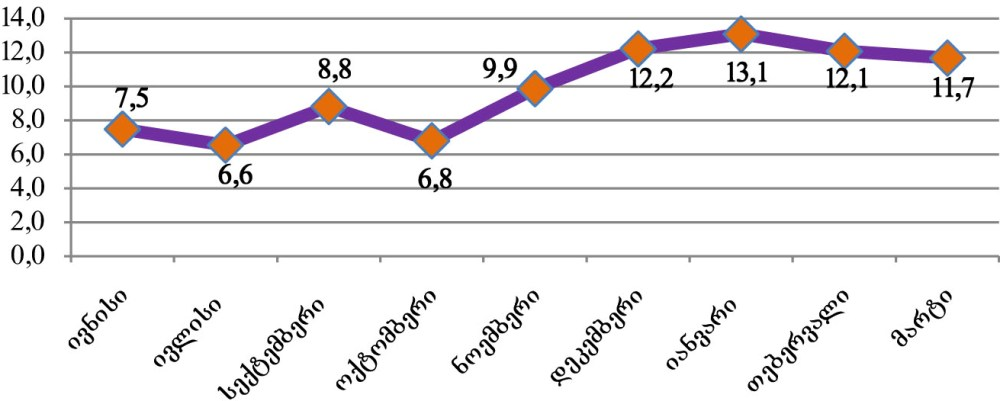 14,0
12,0
10,0
8,0
6,0
4,0
2,0
0,0
7,5
6,6
8,8
6,8
9,9
12,2
13,1
12,1
11,7
ივნისი
ივლისი
სექტემბერი
ოქტომბერი
ნოემბერი
დეკემბერი
იანვარი
თებერვალი
მარტი